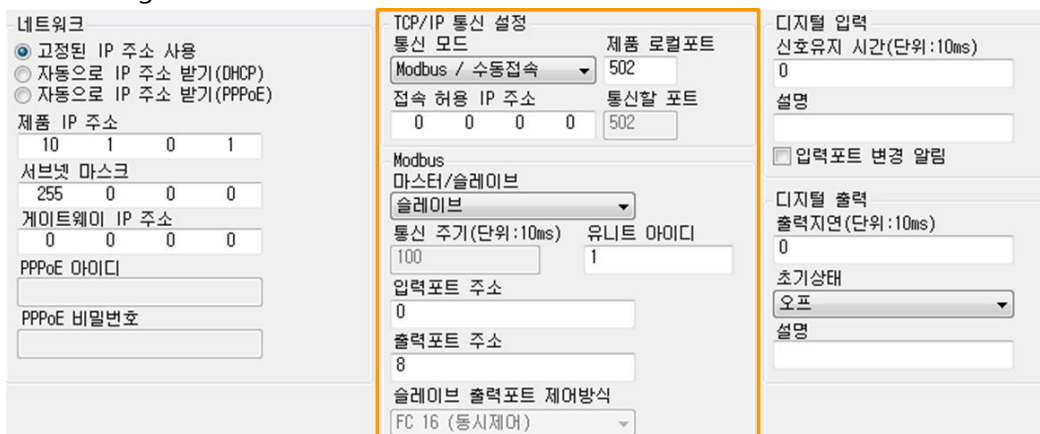 네트워크
고정된 IP 주소 사용
자동으로 IP 주소 받기(DHCP)
자동으로 IP 주소 받기(PPPoE)
제품 IP 주소
10 1 0 1
서브넷 마스크
255 0 0 0
게이트웨이 IP 주소
0 0 0 0
PPPoE 아이디
PPPoE 비밀번호
TCP/IP 통신 설정
통신 모드 제품 로컬포트
Modbus / 수동접속 502
접속 허용 IP 주소 통신할 포트
0 0 0 0 502
Modbus
마스터/슬레이브
슬레이브
통신 주기(단위:10ms) 유니트 아이디
100 1
입력포트 주소
0
출력포트 주소
8
슬레이브 출력포트 제어방식
FC 16 (동시제어)
디지털 입력
신호유지 시간(단위:10ms)
0
설명
입력포트 변경 알림
디지털 출력
출력지연(단위:10ms)
0
초기상태
오프
설명